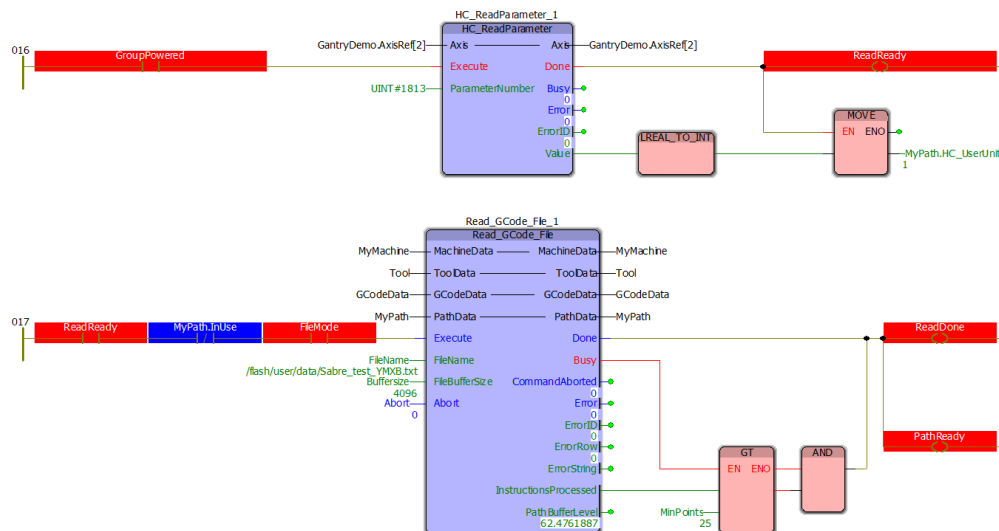 HC_ReadParameter_1
HC_ReadParameter
016
GroupPowered
GantryDemo.AxisRef[2]
Axis
Axis
GantryDemo.AxisRef[2]
Execute
Done
ReadReady
UINT#1813
ParameterNumber
Busy
0
Error
0
ErrorID
0
Value
LREAL_TO_INT
MOVE
EN ENO
MyPath.HC_UserUnit
1
Read_GCode_File_1
Read_GCode_File
MyMachine
MachineData
MachineData
MyMachine
Tool
ToolData
ToolData
Tool
GCodeData
GCodeData
GCodeData
GCodeData
MyPath
PathData
PathData
MyPath
017
ReadReady
MyPath.InUse
FileMode
Execute
Done
ReadDone
FileName
FileName
Busy
/flash/user/data/Sabre_test_YMXB.txt
Buffersize
FileBufferSize
CommandAborted
4096
0
Abort
Abort
Error
0
0
ErrorID
0
ErrorRow
0
ErrorString
PathReady
GT
AND
EN ENO
InstructionsProcessed
PathBufferLevel
62.4761887
MinPoints
25